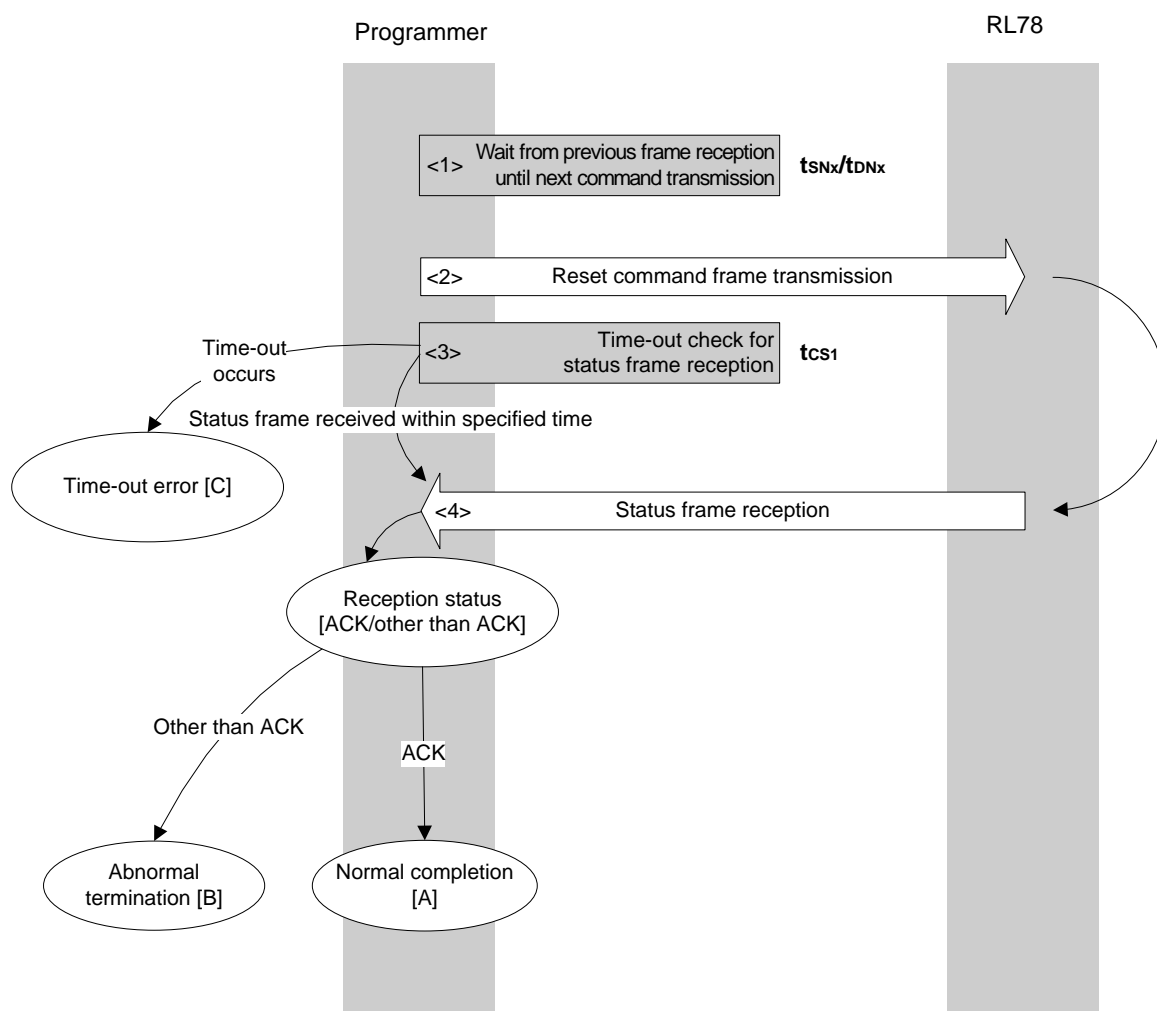 Programmer
RL78
<1>
Wait from previous frame reception
until next command transmission
tSNx/tDNx
<2>
Reset command frame transmission
<3>
Time-out check for
status frame reception
tCS1
Time-out
occurs
Status frame received within specified time
Time-out error [C]
<4>
Status frame reception
Reception status
[ACK/other than ACK]
Other than ACK
ACK
Abnormal
termination [B]
Normal completion
[A]